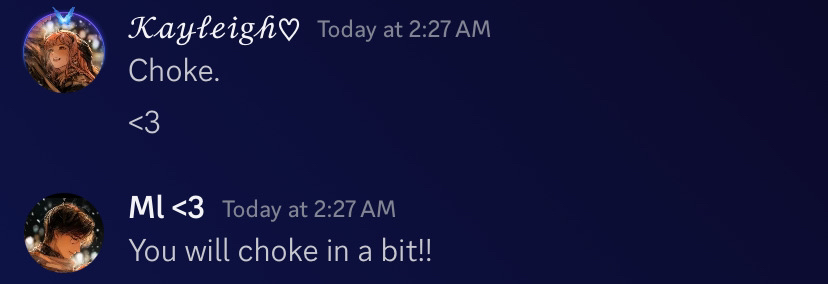 Kayłeigh♡ Today at 2:27 AM
Choke.
<3
Ml <3 Today at 2:27 AM
You will choke in a bit!!